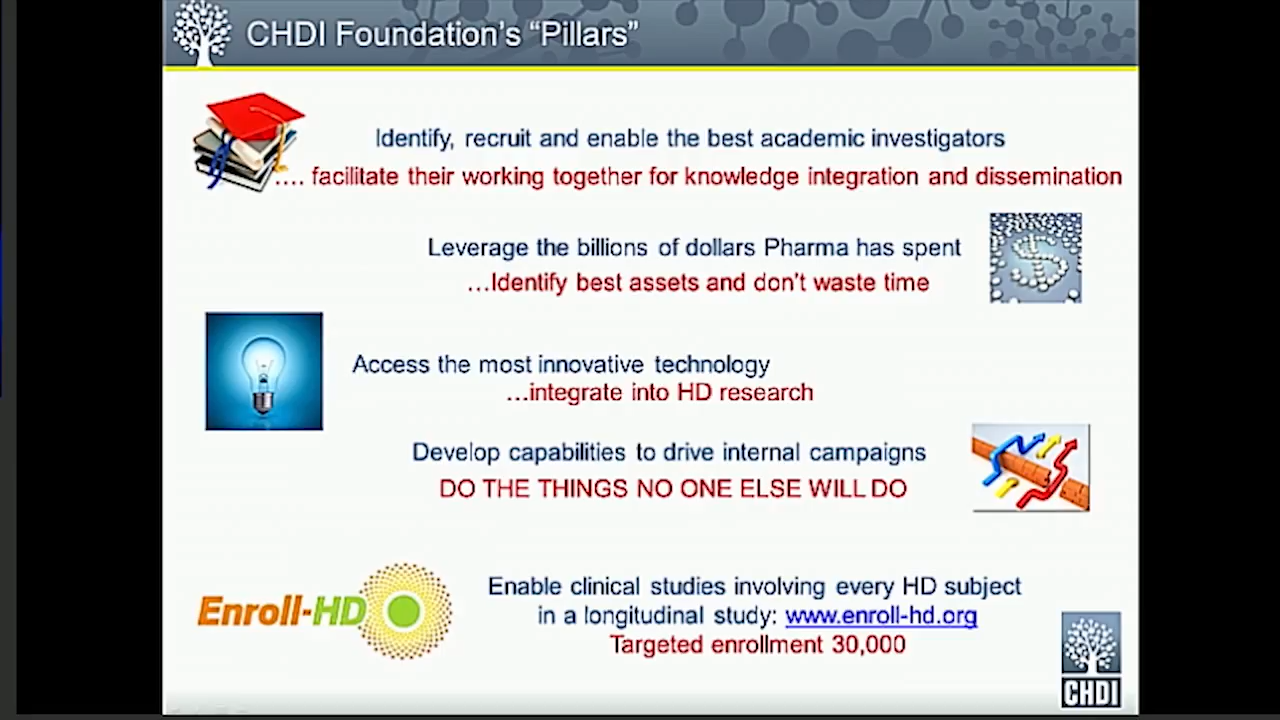 CHDI Foundation's “Pillars”
Identify, recruit and enable the best academic investigators
.... facilitate their working together for knowledge integration and dissemination
Leverage the billions of dollars Pharma has spent
...Identify best assets and don't waste time
Access the most innovative technology
...integrate into HD research
Develop capabilities to drive internal campaigns
DO THE THINGS NO ONE ELSE WILL DO
Enroll-HD
Enable clinical studies involving every HD subject
in a longitudinal study: www.enroll-hd.org
Targeted enrollment 30,000
CHDI